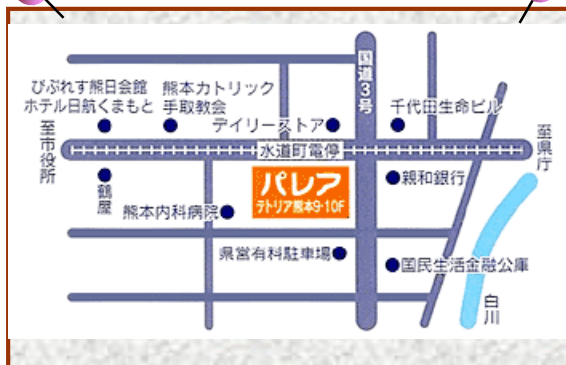 国道3号
びぷれす熊日会館
ホテル日航くまもと
熊本カトリック
手取教会
デイリーストア
千代田生命ビル
至市役所
水道町電停
至県庁
鶴屋
パレア
テトリア熊本9・10F
親和銀行
熊本内科病院
県営有料駐車場
国民生活金融公庫
白川